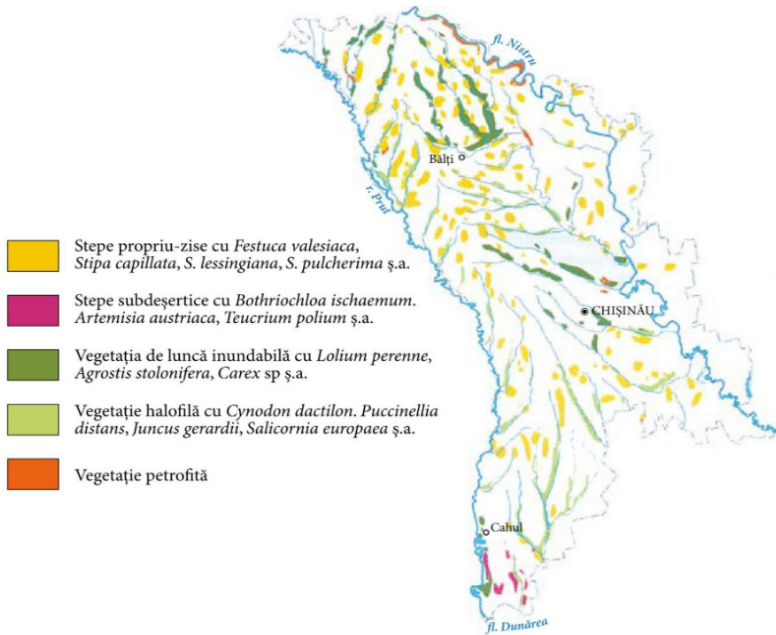 fl. Nistru
Bălți
r. Prut
Stepe propriu-zise cu Festuca valesiaca,
Stipa capillata, S. lessingiana, S. pulcherima ș.a.
Stepe subdeșertice cu Bothriochloa ischaemum.
Artemisia austriaca, Teucrium polium ș.a.
CHIȘINĂU
Vegetația de luncă inundabilă cu Lolium perenne,
Agrostis stolonifera, Carex sp ș.a.
Vegetație halofilă cu Cynodon dactilon. Puccinellia
distans, Juncus gerardii, Salicornia europaea ș.a.
Vegetație petrofită
Cahul
fl. Dunărea